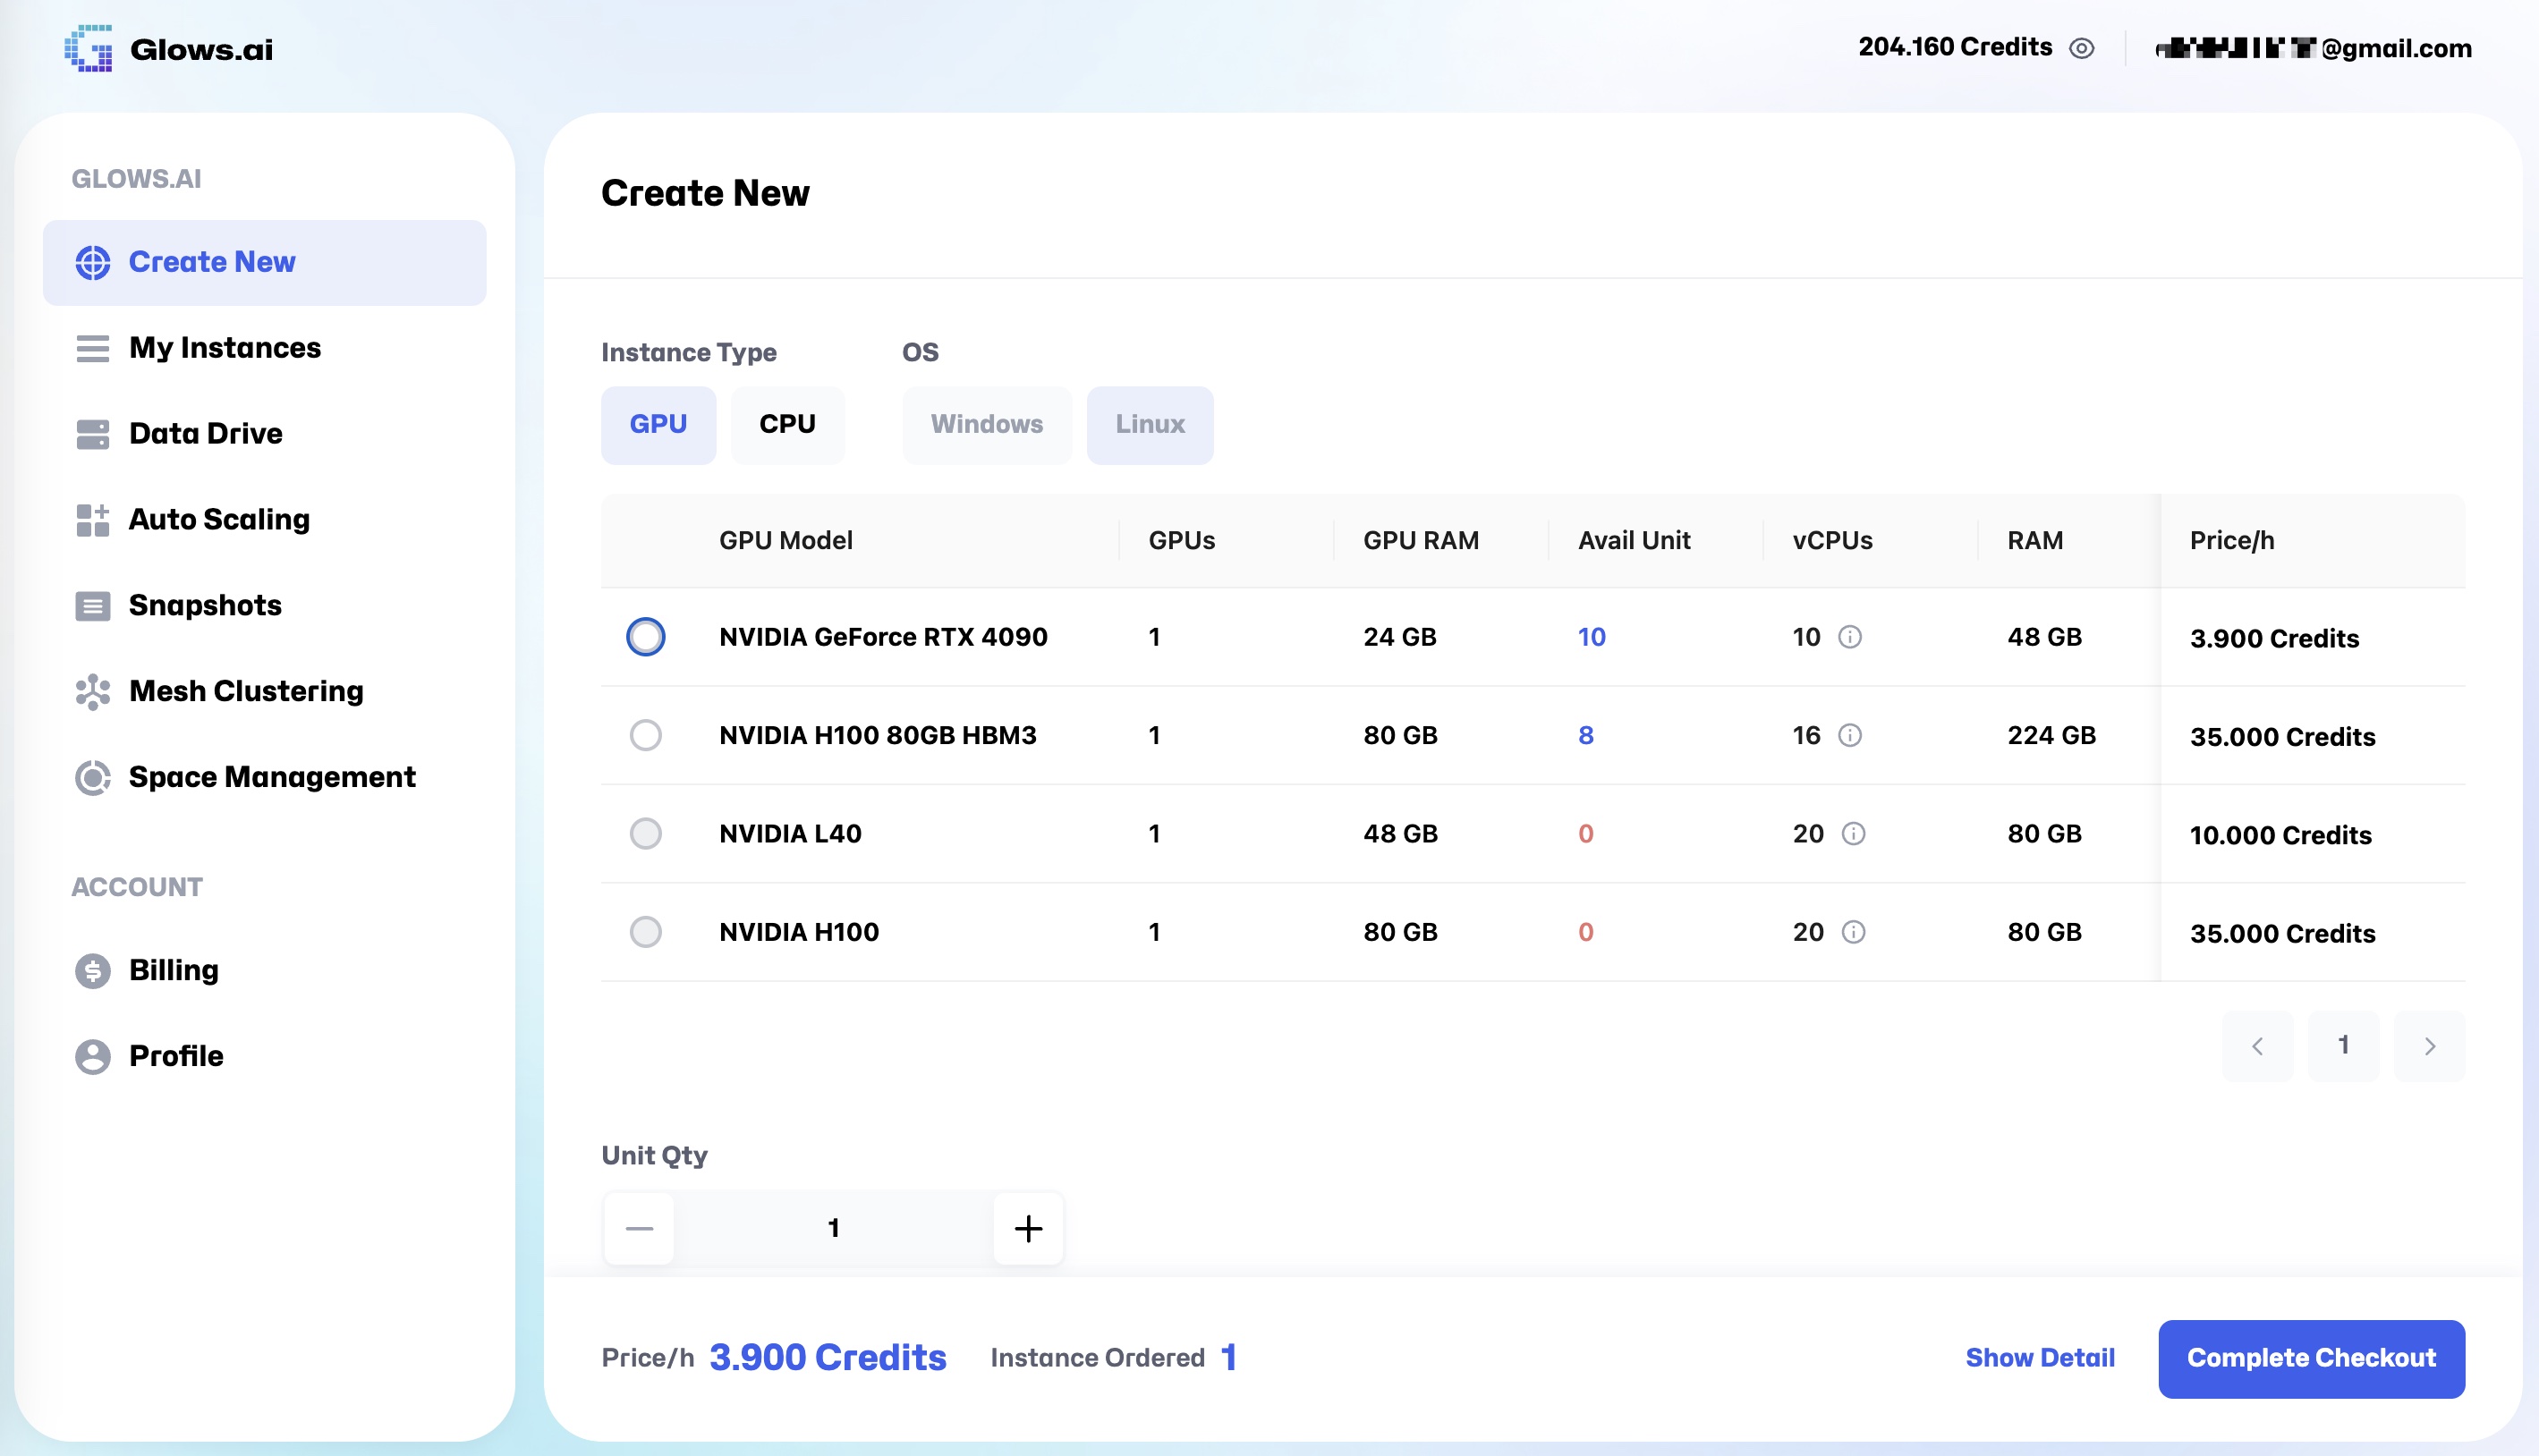 Glows.ai
204.160 Credits
@gmail.com
GLOWS.AI
Create New
My Instances
Data Drive
Auto Scaling
Snapshots
Mesh Clustering
Space Management
ACCOUNT
Billing
Profile
Create New
Instance Type OS
GPU CPU Windows Linux
GPU Model GPUs GPU RAM Avail Unit vCPUs RAM Price/h
NVIDIA GeForce RTX 4090 1 24 GB 10 10 48 GB 3.900 Credits
NVIDIA H100 80GB HBM3 1 80 GB 8 16 224 GB 35.000 Credits
NVIDIA L40 1 48 GB 0 20 80 GB 10.000 Credits
NVIDIA H100 1 80 GB 0 20 80 GB 35.000 Credits
1
Unit Qty
1
Price/h 3.900 Credits Instance Ordered 1 Show Detail Complete Checkout